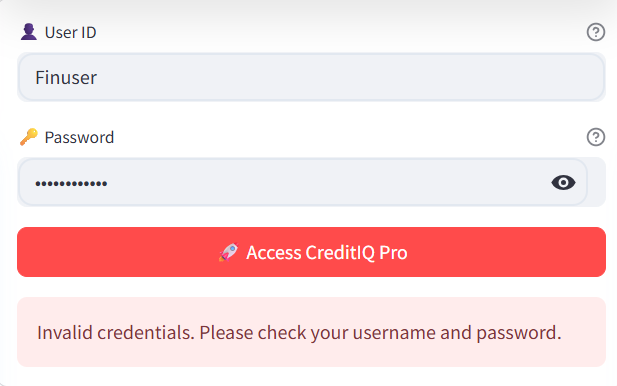 User ID
Finuser
Password
••••••••••••
Access CreditIQ Pro
Invalid credentials. Please check your username and password.